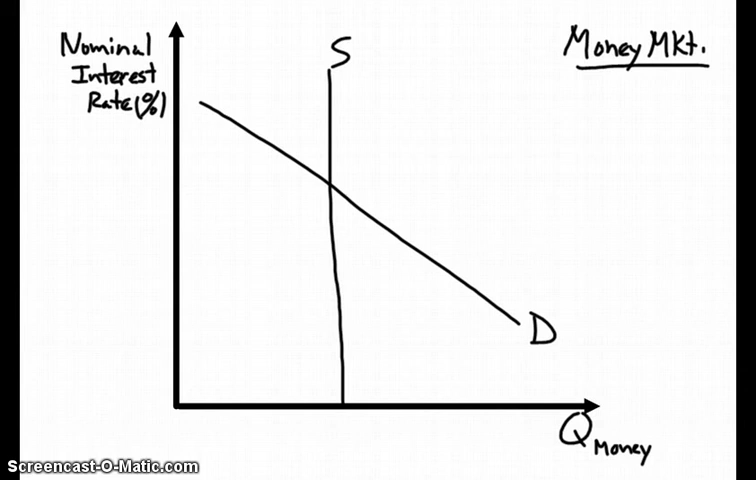 Nominal
Interest
Rate (%)
S
Money Mkt.
D
Q Money
Screencast-O-Matic.com